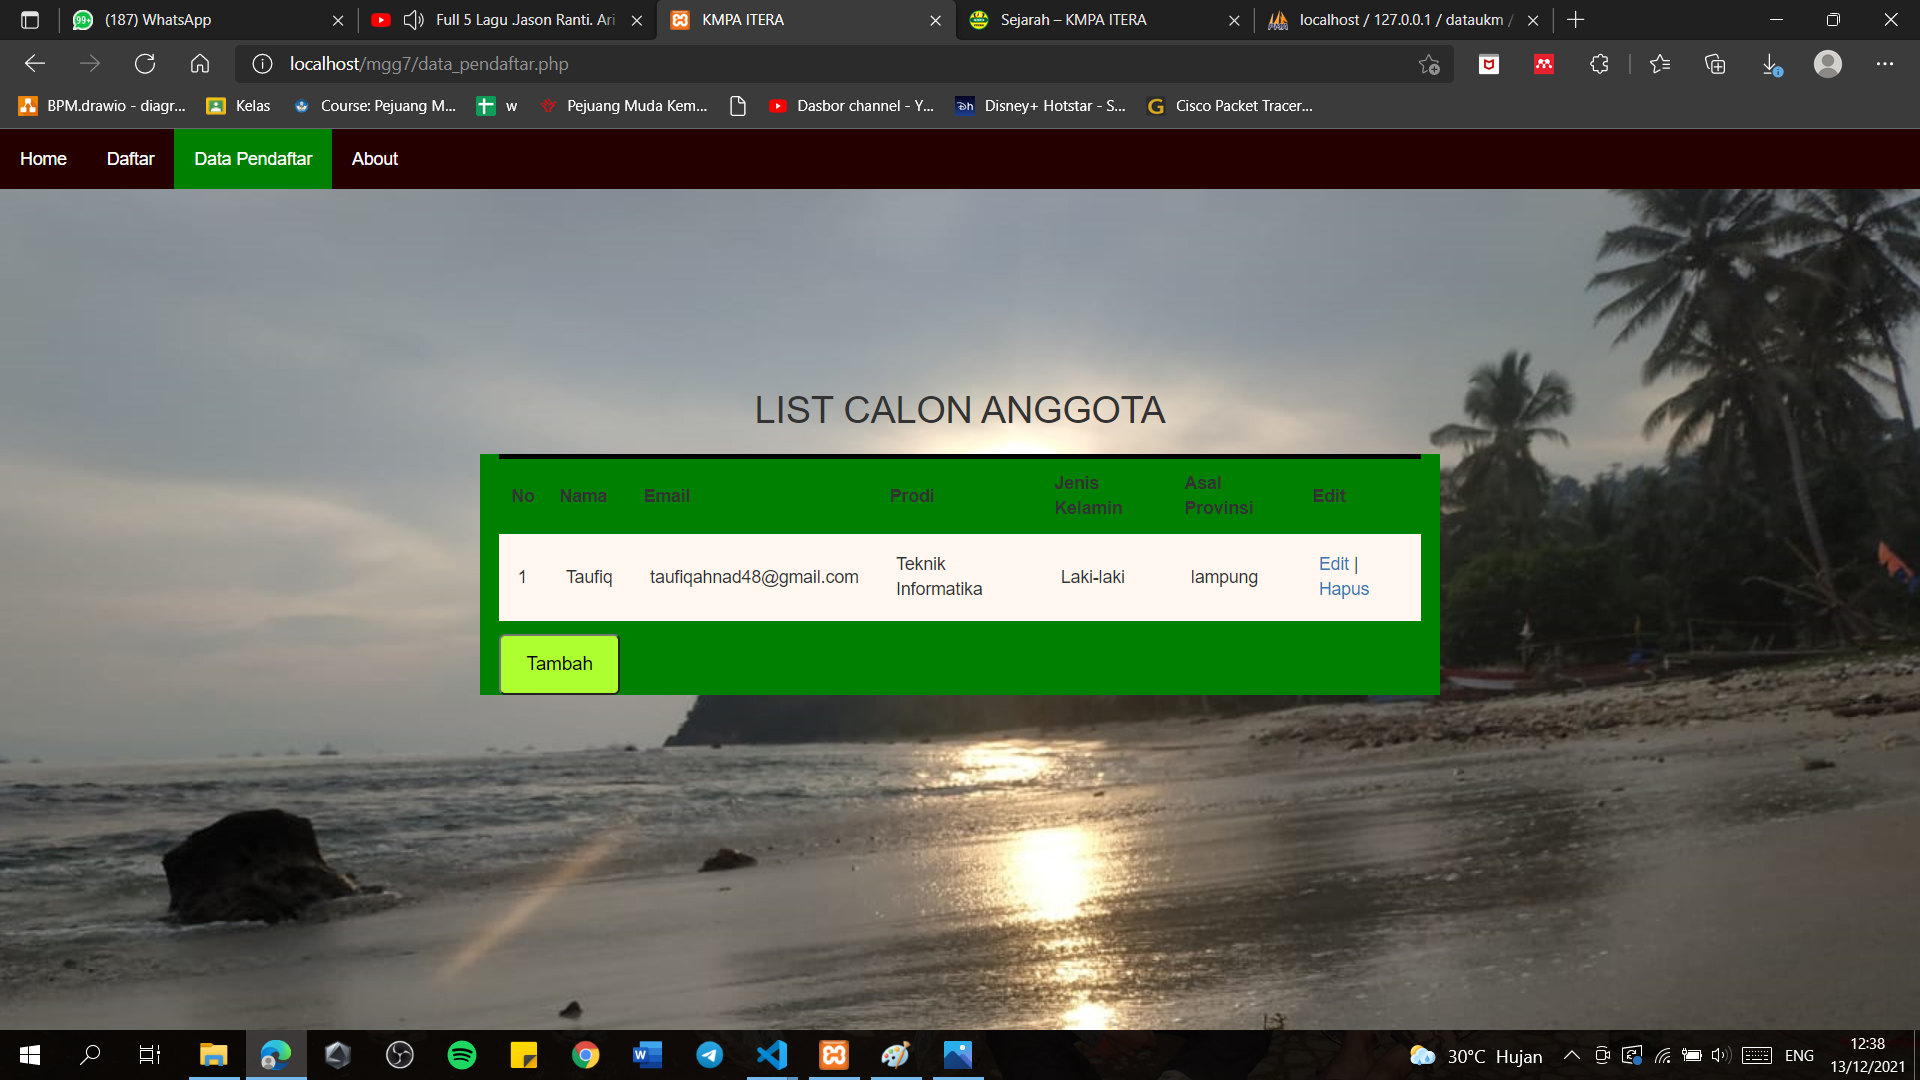 99+ (187) WhatsApp
Full 5 Lagu Jason Ranti. Ari
KMPA ITERA
Sejarah – KMPA ITERA
localhost / 127.0.0.1 / dataukm /
localhost/mgg7/data_pendaftar.php
BPM.drawio - diagr...
Kelas
Course: Pejuang M...
w
Pejuang Muda Kem...
Dasbor channel - Y...
Disney+ Hotstar - S...
Cisco Packet Tracer...
Home
Daftar
Data Pendaftar
About
LIST CALON ANGGOTA
No Nama Email Prodi Jenis Kelamin Asal Provinsi Edit
1 Taufiq taufiqahnad48@gmail.com Teknik Informatika Laki-laki lampung Edit | Hapus
Tambah
30°C Hujan
ENG
12:38
13/12/2021